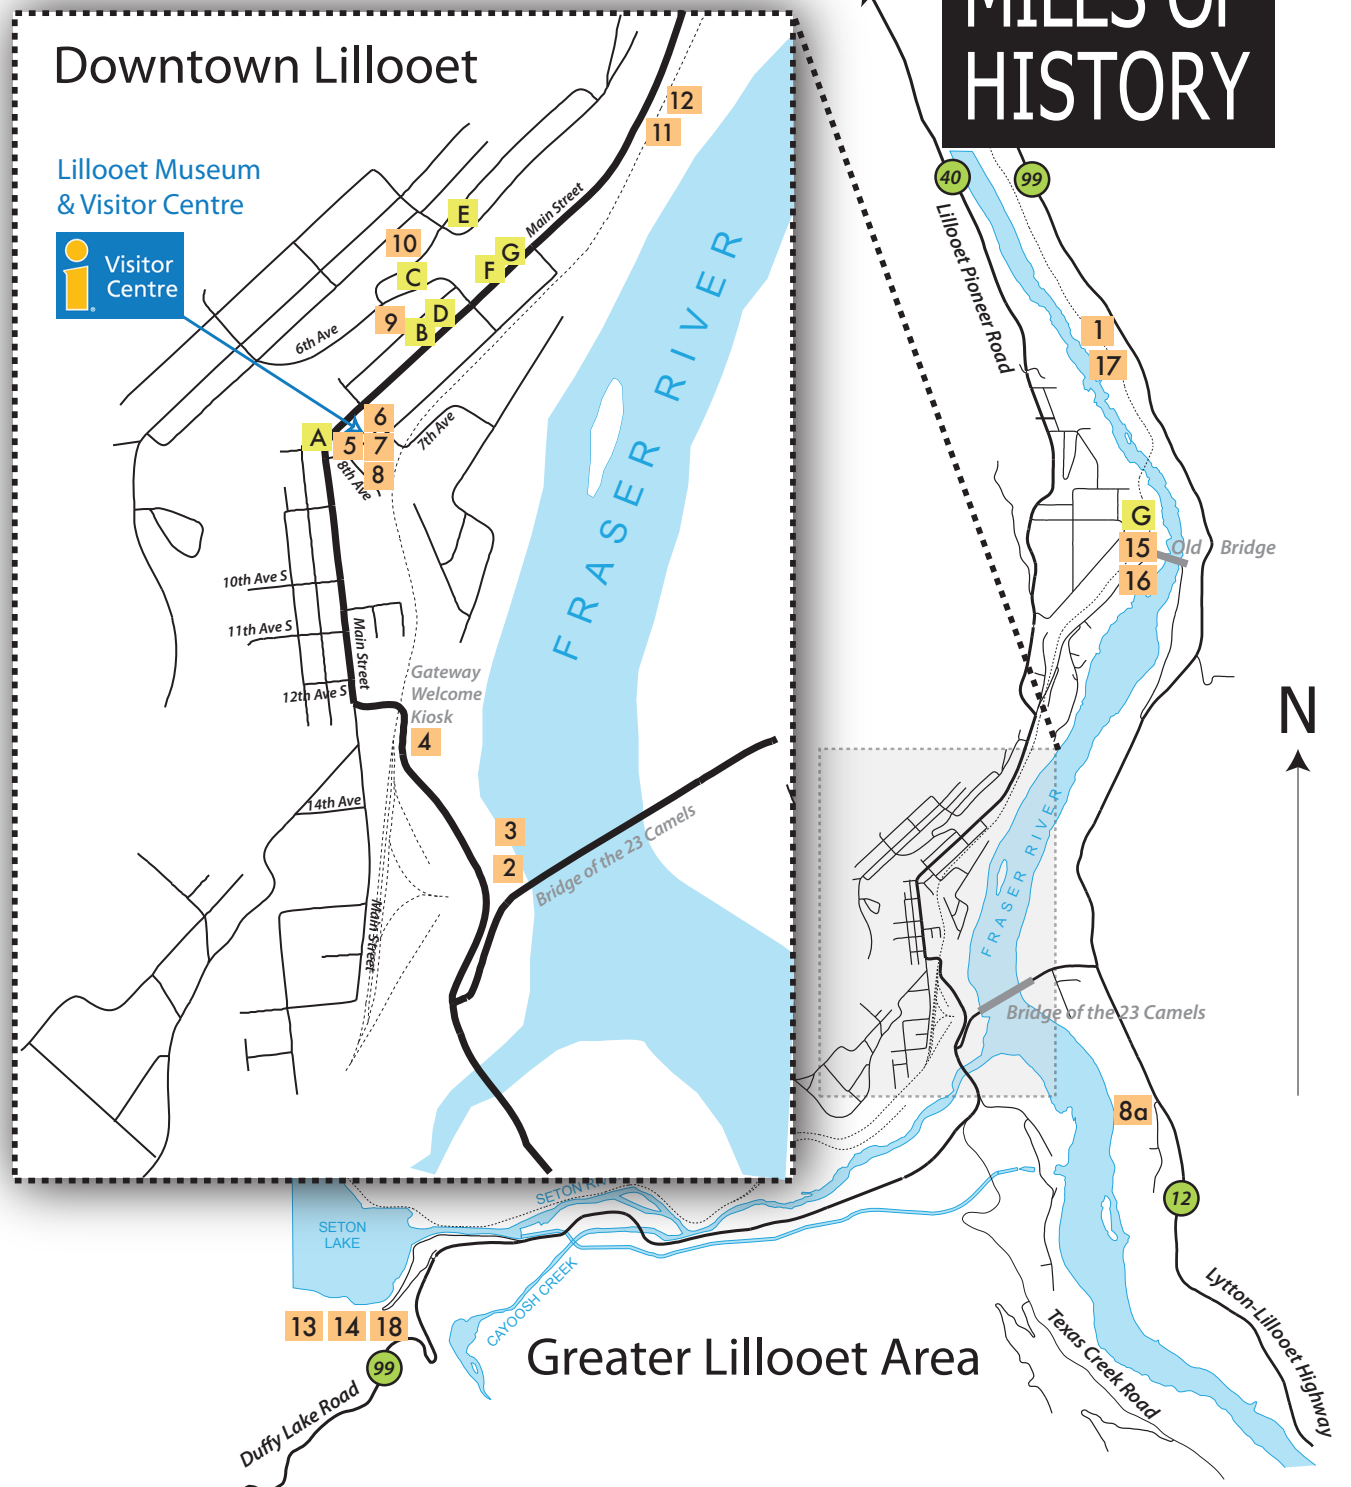 MILES OF
HISTORY
Downtown Lillooet
Lillooet Museum
& Visitor Centre
i
Visitor
Centre
12
11
Main Street
E
10
G
F
C
D
9
B
6th Ave
6
A
5
7
8
7th Ave
8th Ave
FRASER RIVER
10th Ave S
11th Ave S
12th Ave S
Main Street
Gateway
Welcome
Kiosk
4
14th Ave
3
2
Bridge of the 23 Camels
Main Street
40
99
Lillooet Pioneer Road
1
17
G
15
Old Bridge
16
N
FRASER RIVER
Bridge of the 23 Camels
8a
12
SETON
LAKE
CAYOOSH CREEK
13
14
18
99
Duffy Lake Road
Greater Lillooet Area
Texas Creek Road
Lytton-Lillooet Highway
SETON